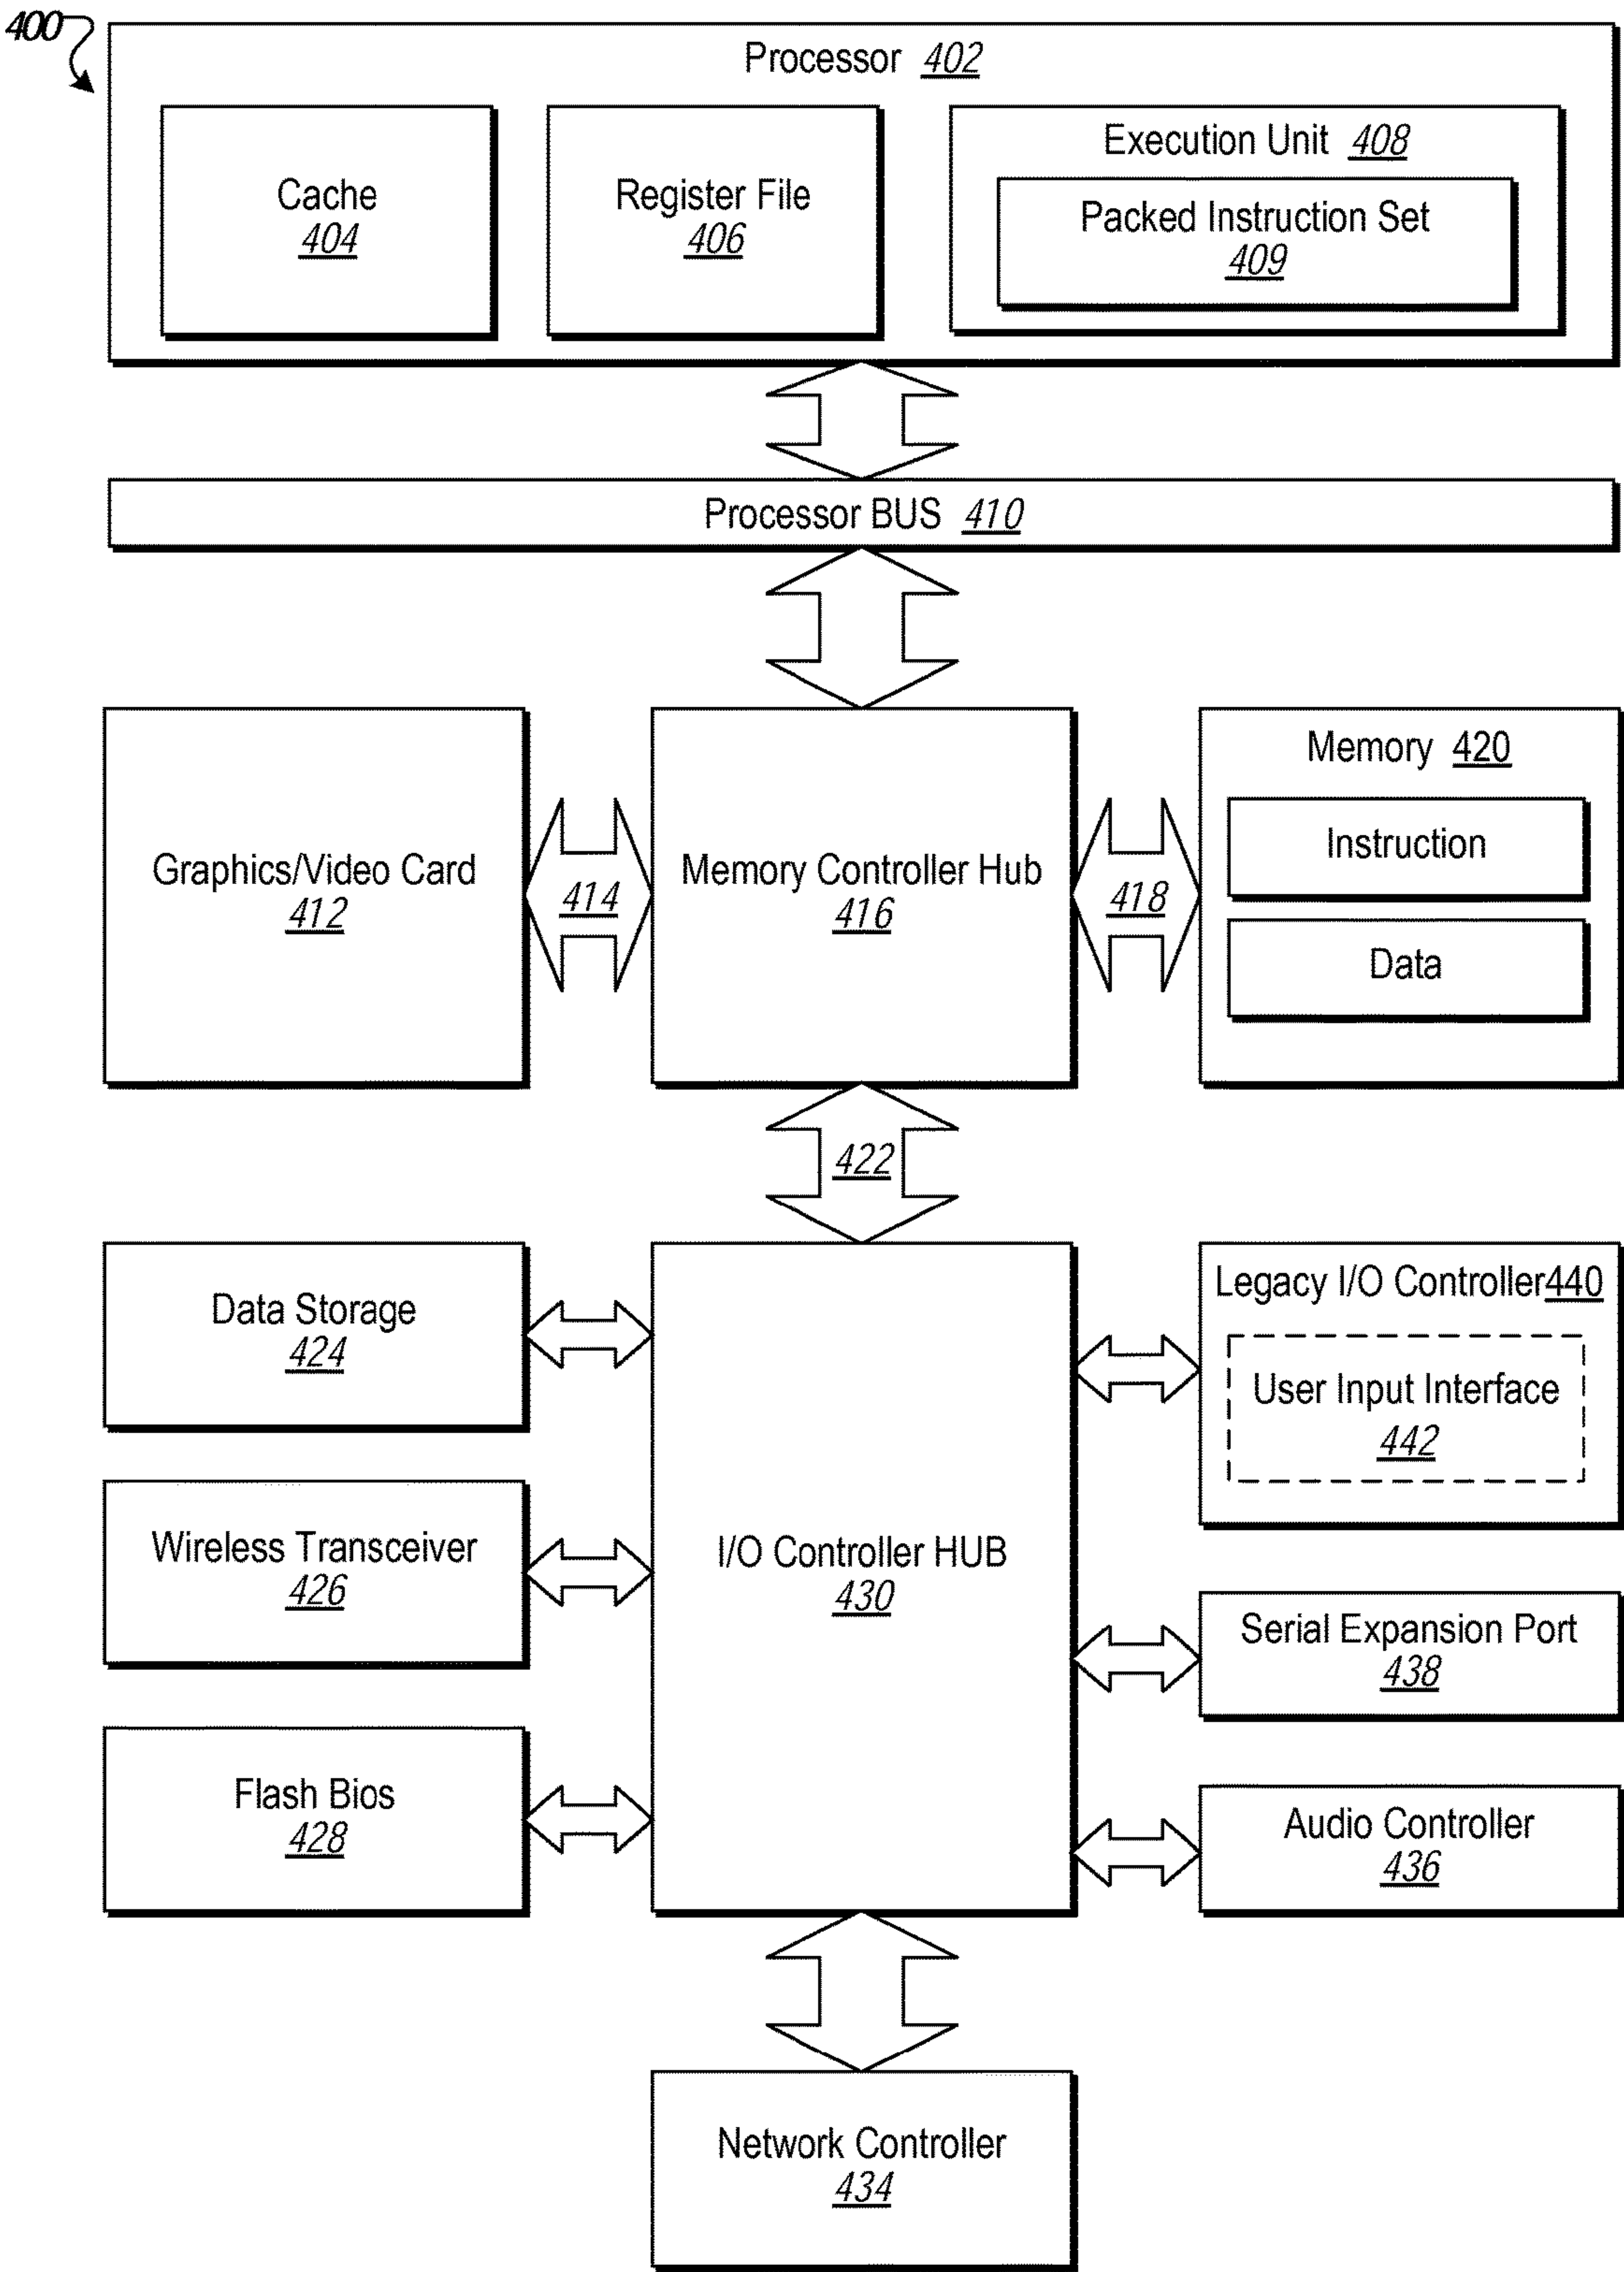 400
Processor 402
Cache
404
Register File
406
Execution Unit 408
Packed Instruction Set
409
Processor BUS 410
Graphics/Video Card
412
414
Memory Controller Hub
416
418
Memory 420
Instruction
Data
422
Data Storage
424
Wireless Transceiver
426
Flash Bios
428
I/O Controller HUB
430
Legacy I/O Controller440
User Input Interface
442
Serial Expansion Port
438
Audio Controller
436
Network Controller
434